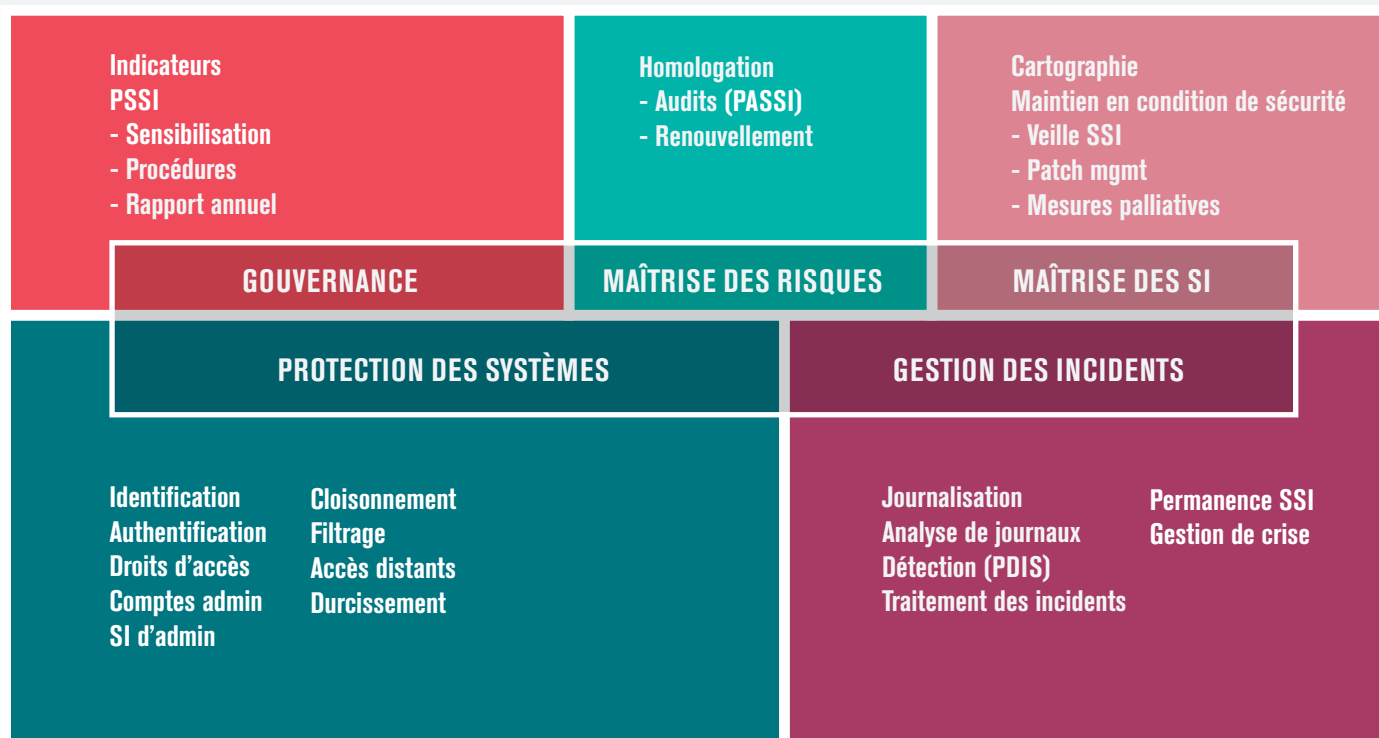 Indicateurs
PSSI
- Sensibilisation
- Procédures
- Rapport annuel
GOUVERNANCE
Homologation
- Audits (PASSI)
- Renouvellement
MAÎTRISE DES RISQUES
Cartographie
Maintien en condition de sécurité
- Veille SSI
- Patch mgmt
- Mesures palliatives
MAÎTRISE DES SI
PROTECTION DES SYSTÈMES
Identification
Authentification
Droits d'accès
Comptes admin
SI d'admin
Cloisonnement
Filtrage
Accès distants
Durcissement
GESTION DES INCIDENTS
Journalisation
Analyse de journaux
Détection (PDIS)
Traitement des incidents
Permanence SSI
Gestion de crise